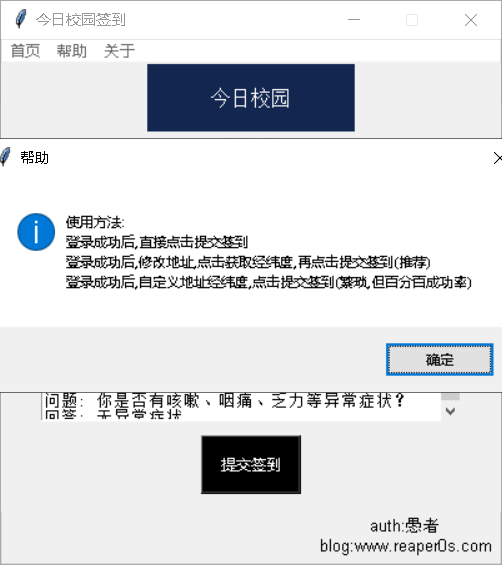 今日校园签到
首页 帮助 关于
今日校园
帮助
使用方法:
登录成功后,直接点击提交签到
登录成功后,修改地址,点击获取经纬度,再点击提交签到(推荐)
登录成功后,自定义地址经纬度,点击提交签到(繁琐,但百分百成功率)
确定
问题: 你是否有咳嗽、咽痛、乏力等异常症状?
回答: 无异常症状
提交签到
auth:愚者
blog:www.reaper0s.com